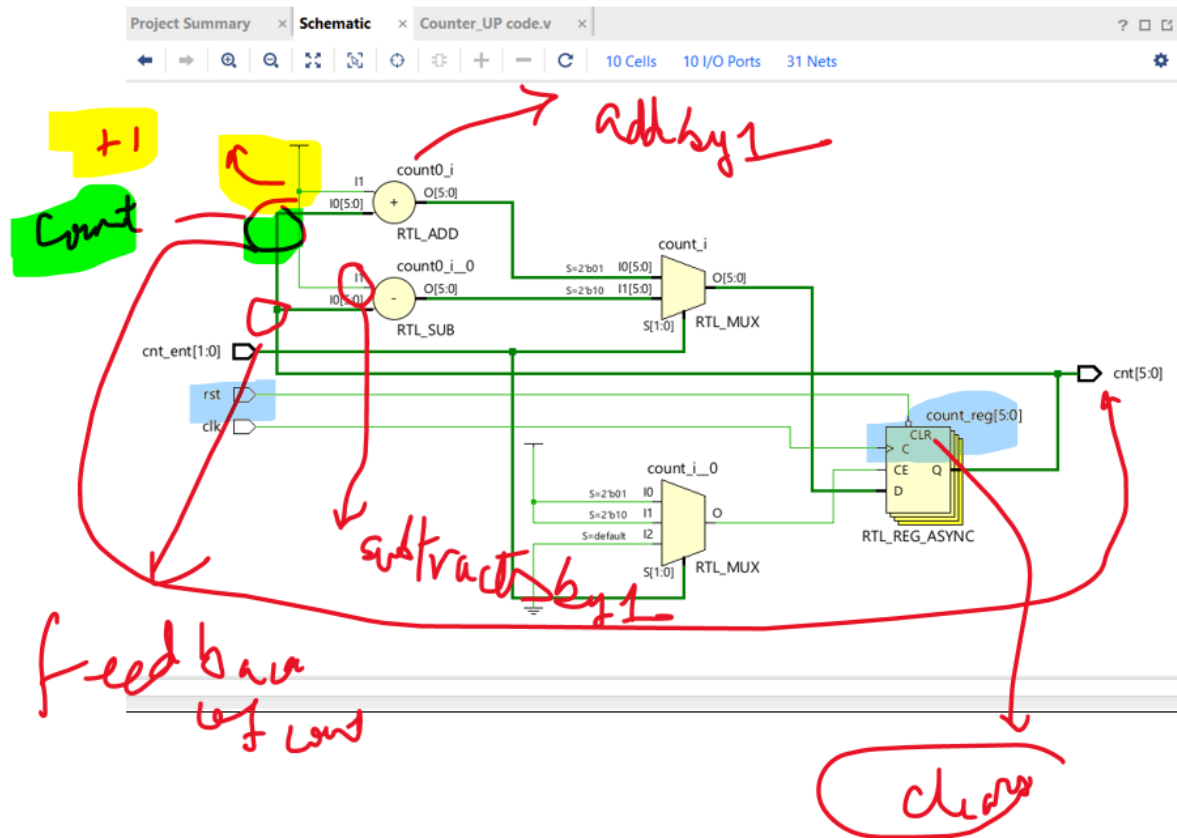 Project Summary × Schematic × Counter_UP code.v ×
?
10 Cells 10 I/O Ports 31 Nets
add by 1
+1
Count
count0_i
I1
O[5:0]
I0[5:0]
+
RTL_ADD
count0_i__0
I1
O[5:0]
I0[5:0]
-
RTL_SUB
count_i
S=2'b01 I0[5:0]
O[5:0]
S=2'b10 I1[5:0]
S[1:0]
RTL_MUX
cnt_ent[1:0]
cnt[5:0]
rst
clk
count_reg[5:0]
CLR
C
CE Q
D
RTL_REG_ASYNC
count_i__0
S=2'b01 I0
S=2'b10 I1 O
S=default I2
S[1:0]
RTL_MUX
subtracts by 1
feedback
of count